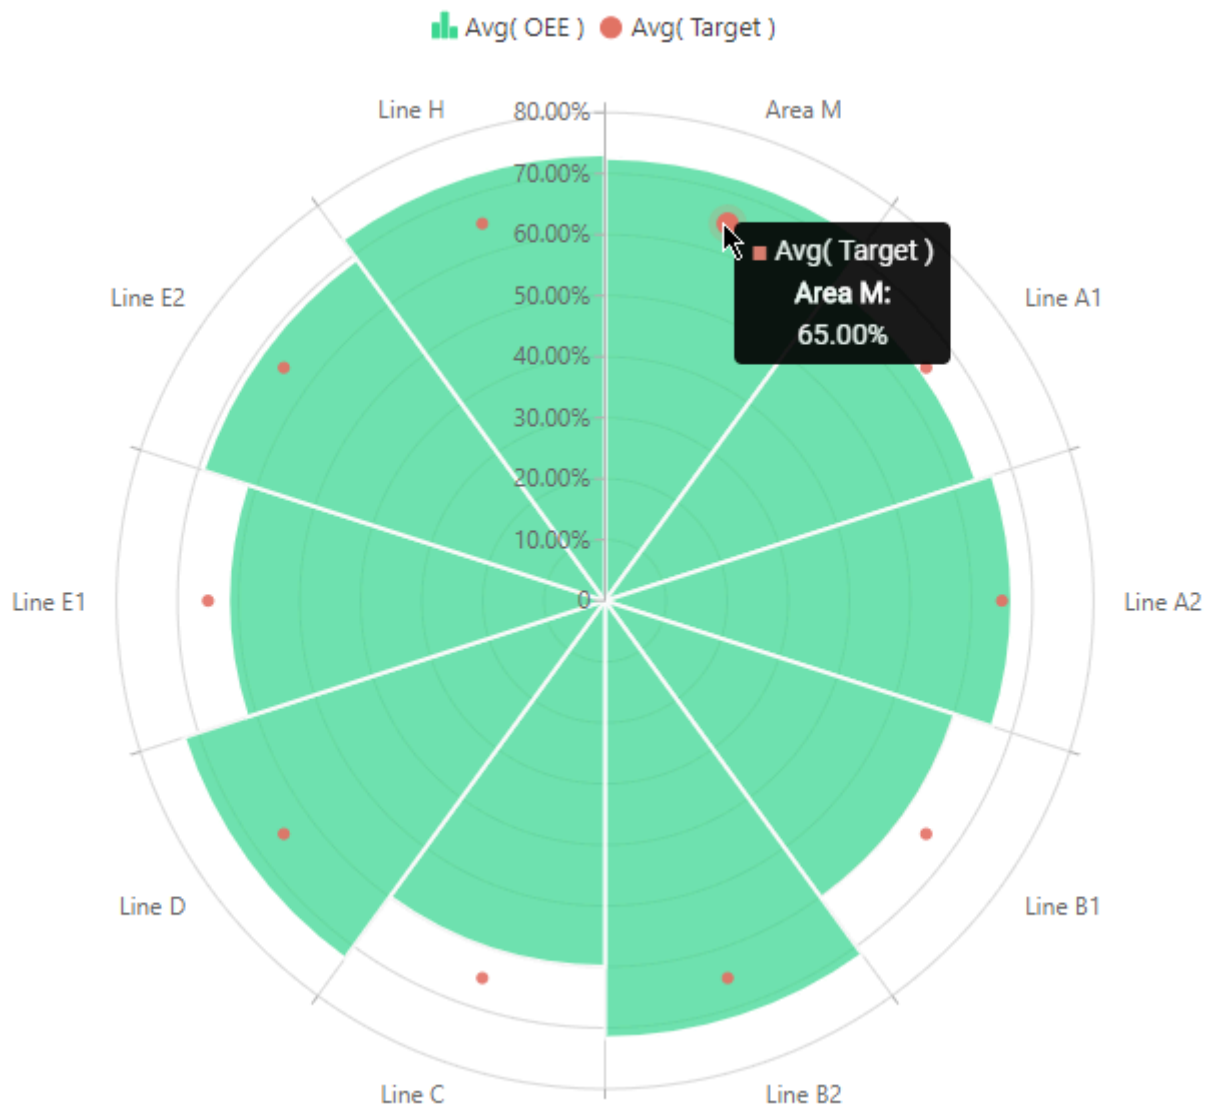 Avg( OEE ) Avg( Target )
Line H
80.00%
Area M
70.00%
60.00%
Avg( Target )
Area M:
65.00%
Line E2
50.00%
Line A1
40.00%
30.00%
20.00%
10.00%
Line E1
0
Line A2
Line D
Line B1
Line C
Line B2